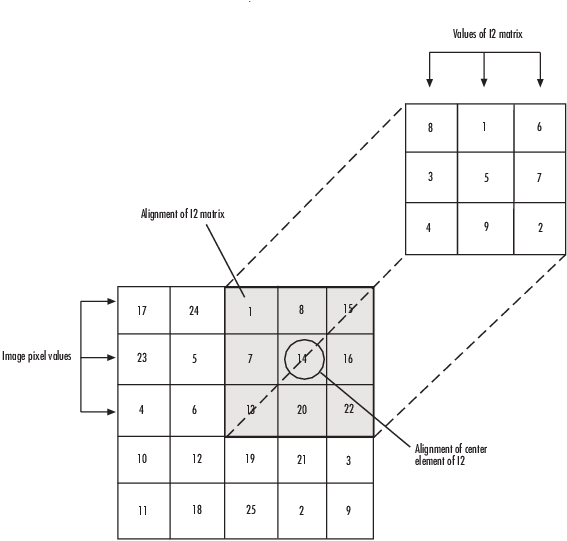 Values of I2 matrix
8 1 6
3 5 7
4 9 2
Alignment of I2 matrix
17 24 1 8 15
Image pixel values
23 5 7 14 16
4 6 13 20 22
10 12 19 21 3
11 18 25 2 9
Alignment of center
element of I2